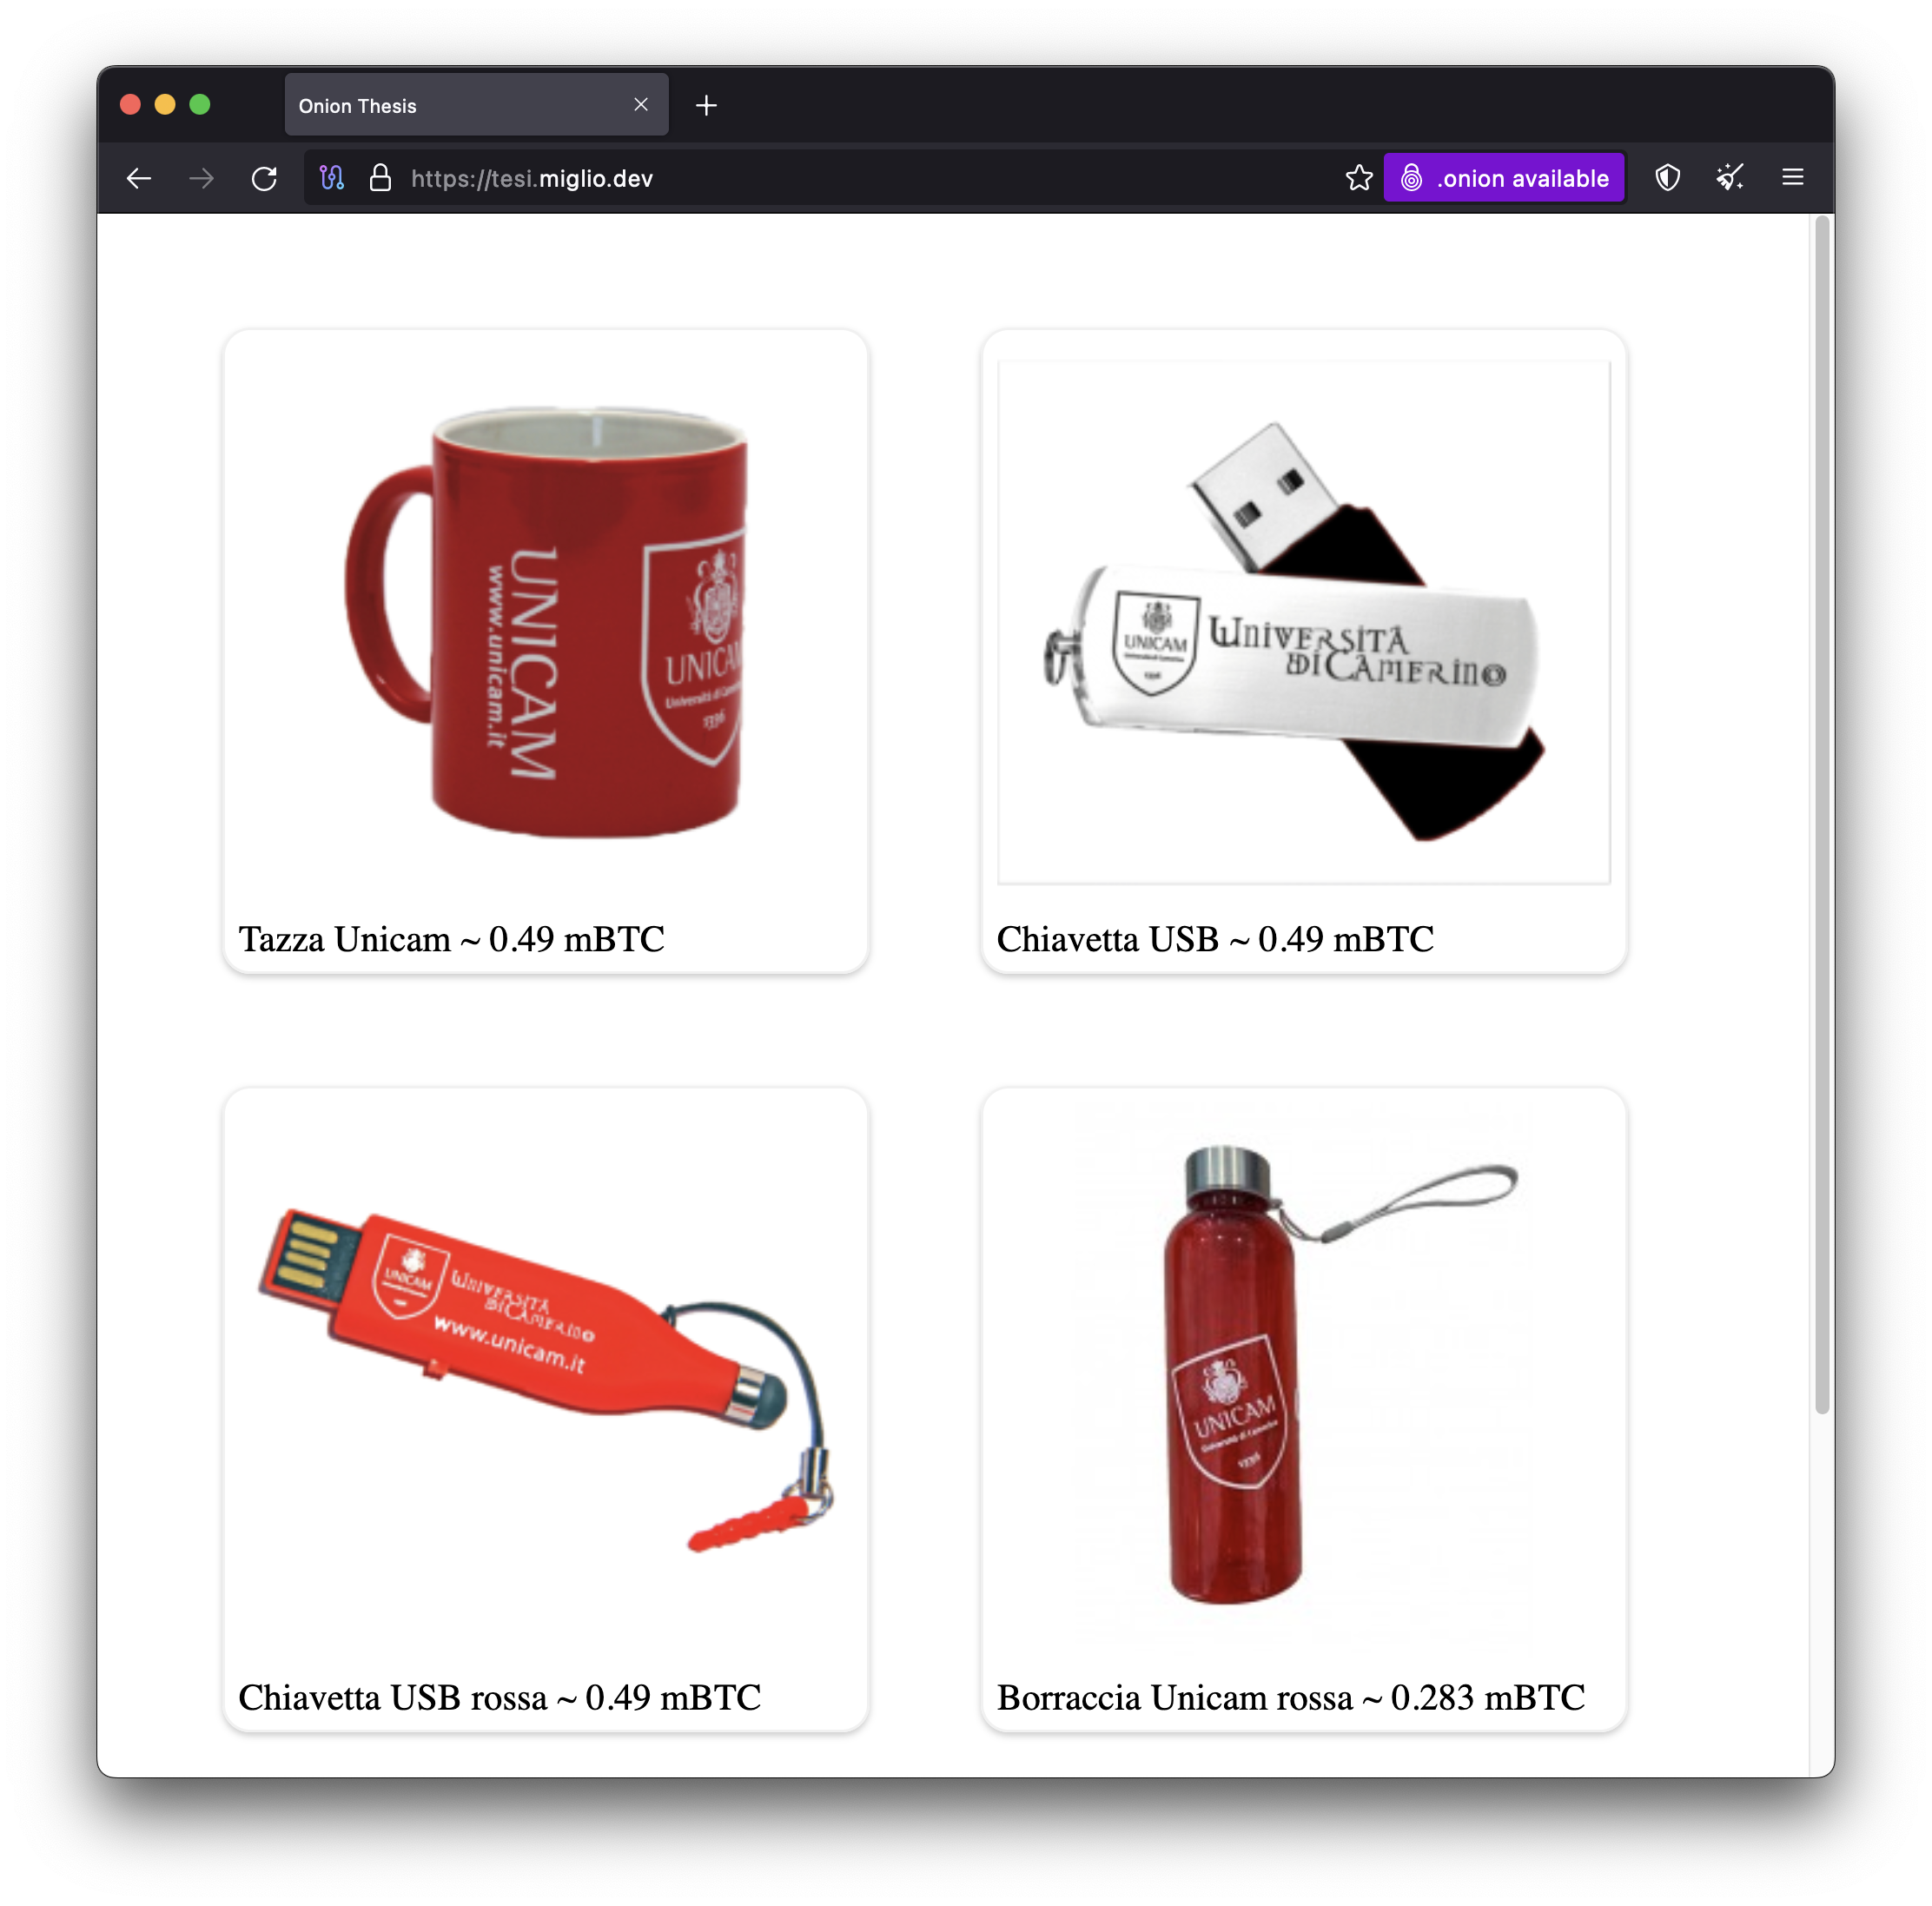 Onion Thesis
https://tesi.miglio.dev
.onion available
UNICAM
www.unicam.it
UNICAM
Università di Camerino
1336
UNICAM
1336
UNIVERSITÀ
DI CAMERINO
Tazza Unicam ~ 0.49 mBTC
Chiavetta USB ~ 0.49 mBTC
UNICAM
UNIVERSITÀ
DI CAMERINO
www.unicam.it
UNICAM
Università di Camerino
1336
Chiavetta USB rossa ~ 0.49 mBTC
Borraccia Unicam rossa ~ 0.283 mBTC